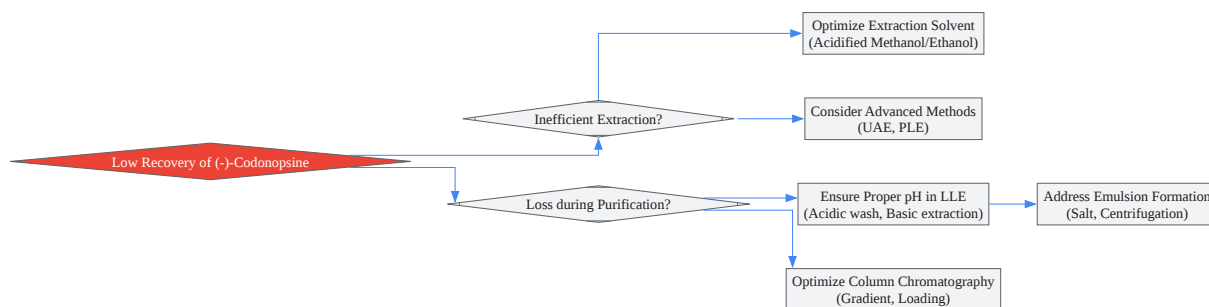 Optimize Extraction Solvent
(Acidified Methanol/Ethanol)
Inefficient Extraction?
Consider Advanced Methods
(UAE, PLE)
Low Recovery of (-)-Codonopsine
Loss during Purification?
Ensure Proper pH in LLE
(Acidic wash, Basic extraction)
Address Emulsion Formation
(Salt, Centrifugation)
Optimize Column Chromatography
(Gradient, Loading)